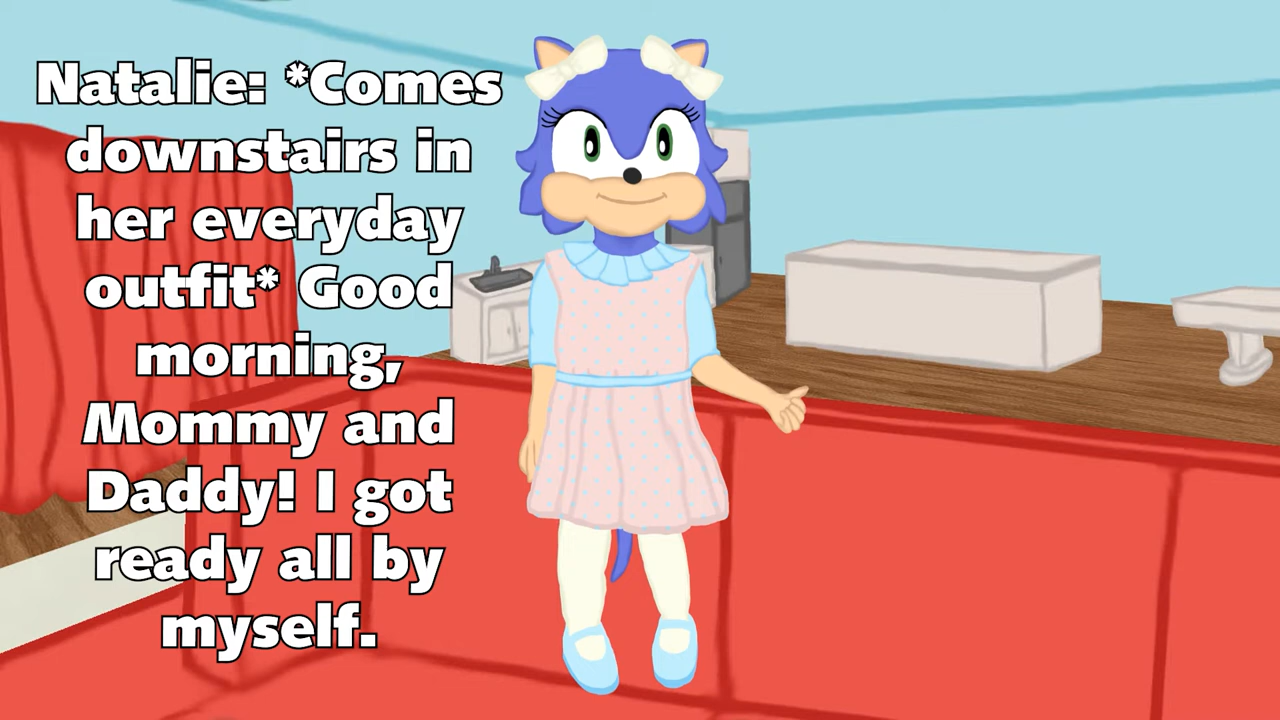 Natalie: *Comes
downstairs in
her everyday
outfit* Good
morning,
Mommy and
Daddy! I got
ready all by
myself.